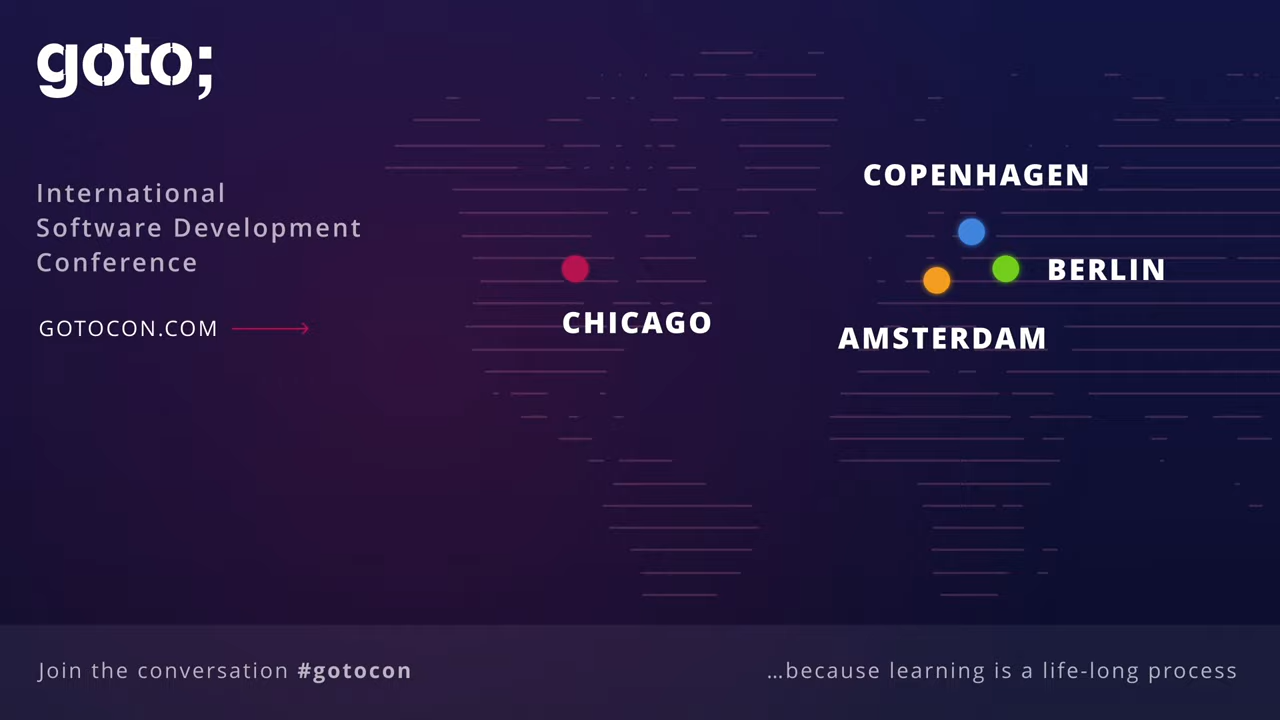 goto;
International
Software Development
Conference
GOTOCON.COM
COPENHAGEN
BERLIN
CHICAGO
AMSTERDAM
Join the conversation #gotocon
...because learning is a life-long process